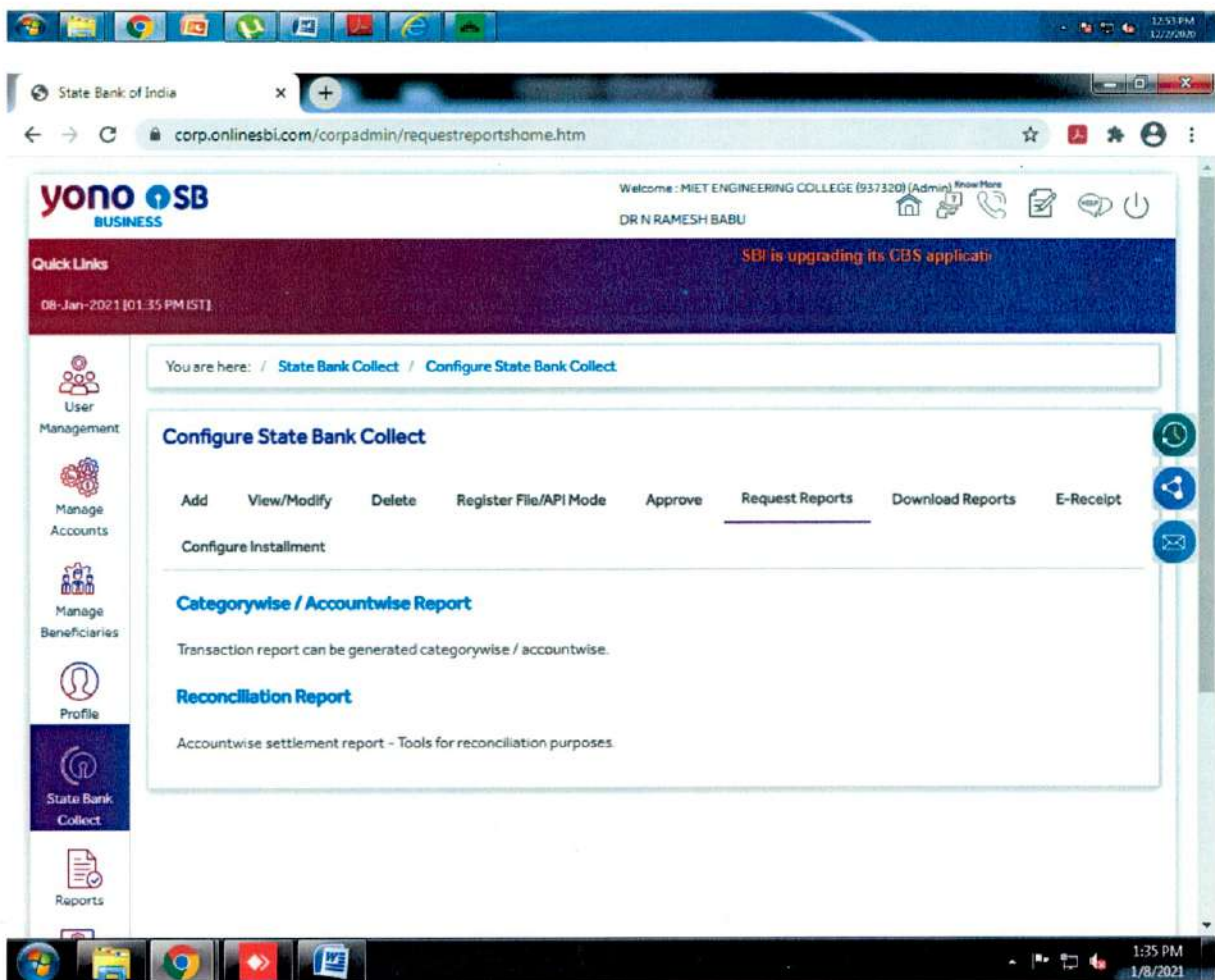 12:53 PM
12/2/2020
State Bank of India
corp.onlinesbi.com/corpadmin/requestreportshome.htm
yono SB
BUSINESS
Welcome : MIET ENGINEERING COLLEGE (937320) (Admin) Know More
DR N RAMESH BABU
HELP
Quick Links
SBI is upgrading its CBS applicati
08-Jan-2021 [01:35 PM IST]
You are here: / State Bank Collect / Configure State Bank Collect
User
Management
Manage
Accounts
Manage
Beneficiaries
Profile
State Bank
Collect
Reports
Configure State Bank Collect
Add View/Modify Delete Register File/API Mode Approve Request Reports Download Reports E-Receipt
Configure Installment
Categorywise / Accountwise Report
Transaction report can be generated categorywise / accountwise.
Reconciliation Report
Accountwise settlement report - Tools for reconciliation purposes.
1:35 PM
1/8/2021